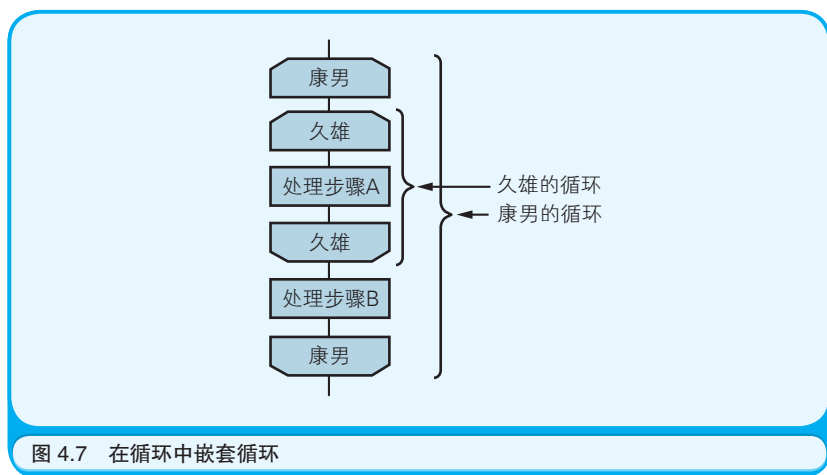 康男
久雄
处理步骤A
久雄的循环
康男的循环
久雄
处理步骤B
康男
图 4.7 在循环中嵌套循环